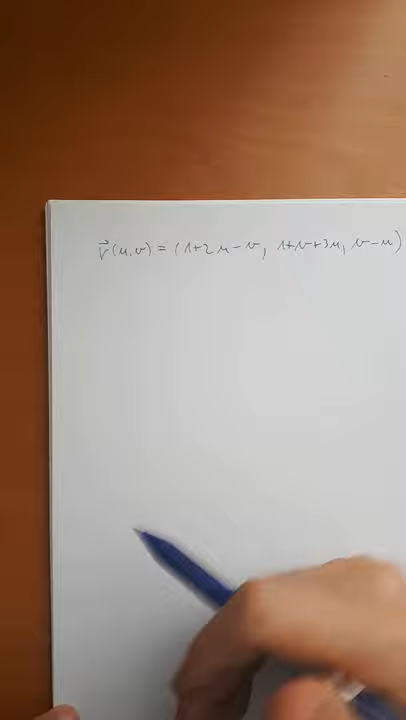 r⃗(u,v) = (1+2u-v, 1+v+3u, v-u)